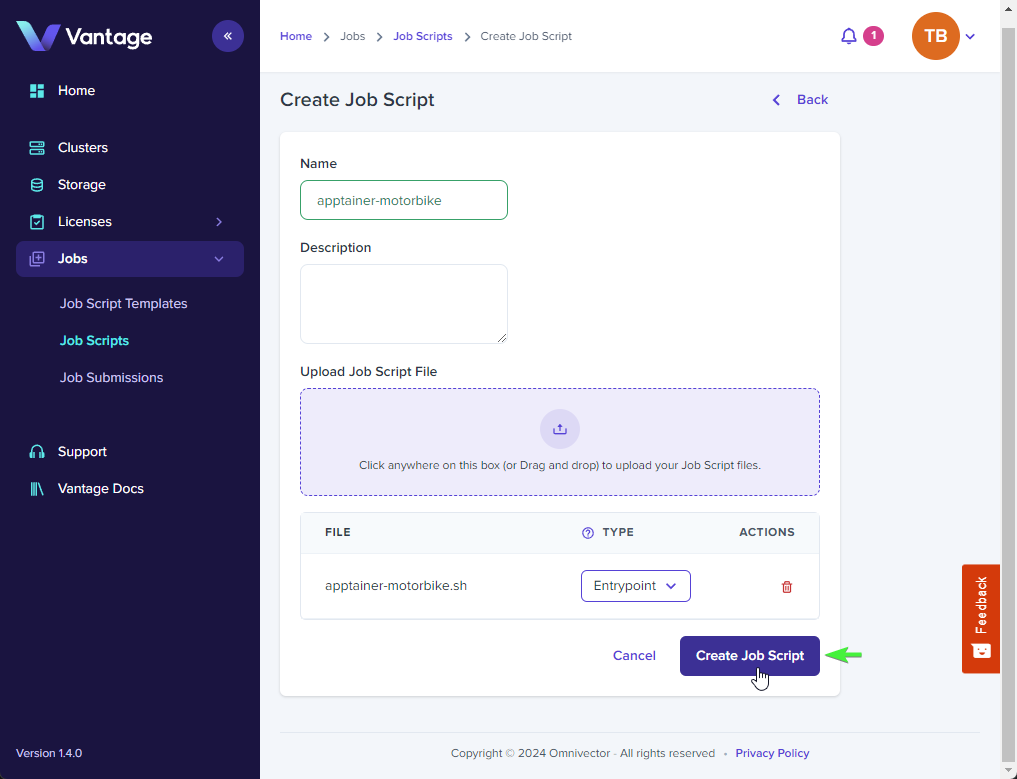 Vantage
«
Home
Clusters
Storage
Licenses
Jobs
Job Script Templates
Job Scripts
Job Submissions
Support
Vantage Docs
Version 1.4.0
Home > Jobs > Job Scripts > Create Job Script
1
TB
Create Job Script
Back
Name
apptainer-motorbike
Description
Upload Job Script File
Click anywhere on this box (or Drag and drop) to upload your Job Script files.
FILE ? TYPE ACTIONS
apptainer-motorbike.sh Entrypoint
Cancel Create Job Script
Feedback
Copyright © 2024 Omnivector · All rights reserved • Privacy Policy